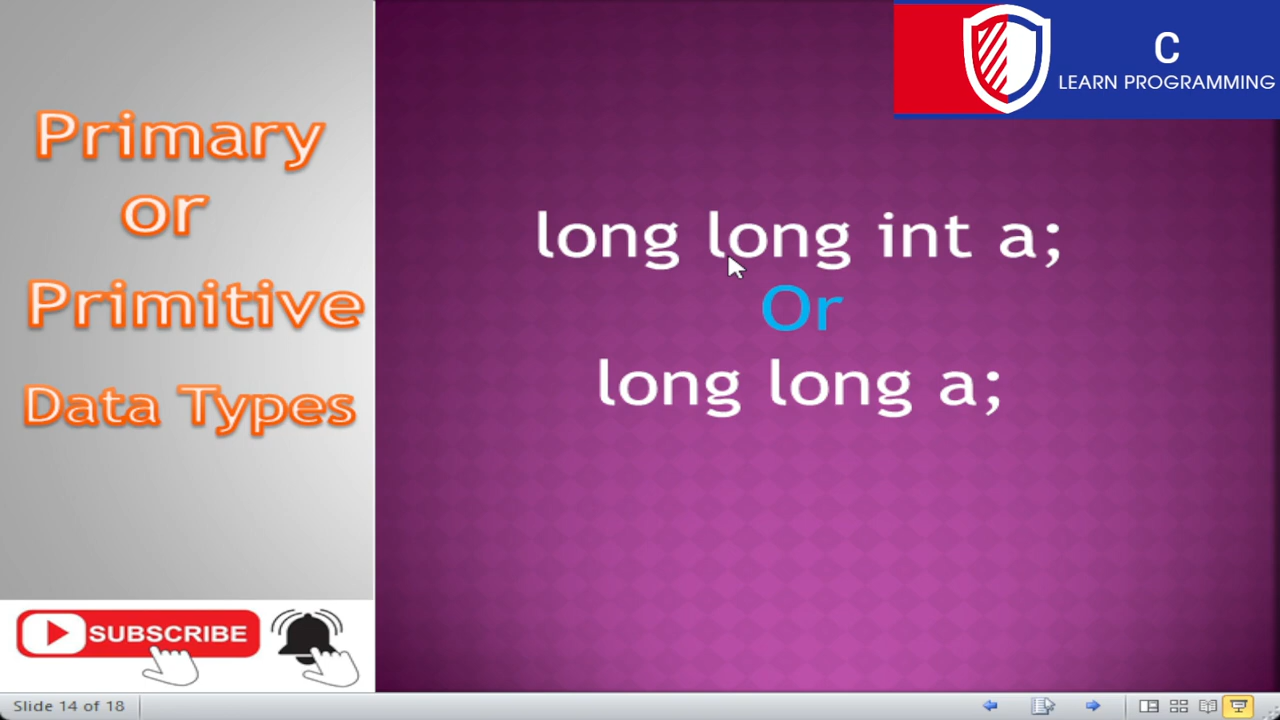 Primary
or
Primitive
Data Types
SUBSCRIBE
C
LEARN PROGRAMMING
long long int a;
Or
long long a;
Slide 14 of 18